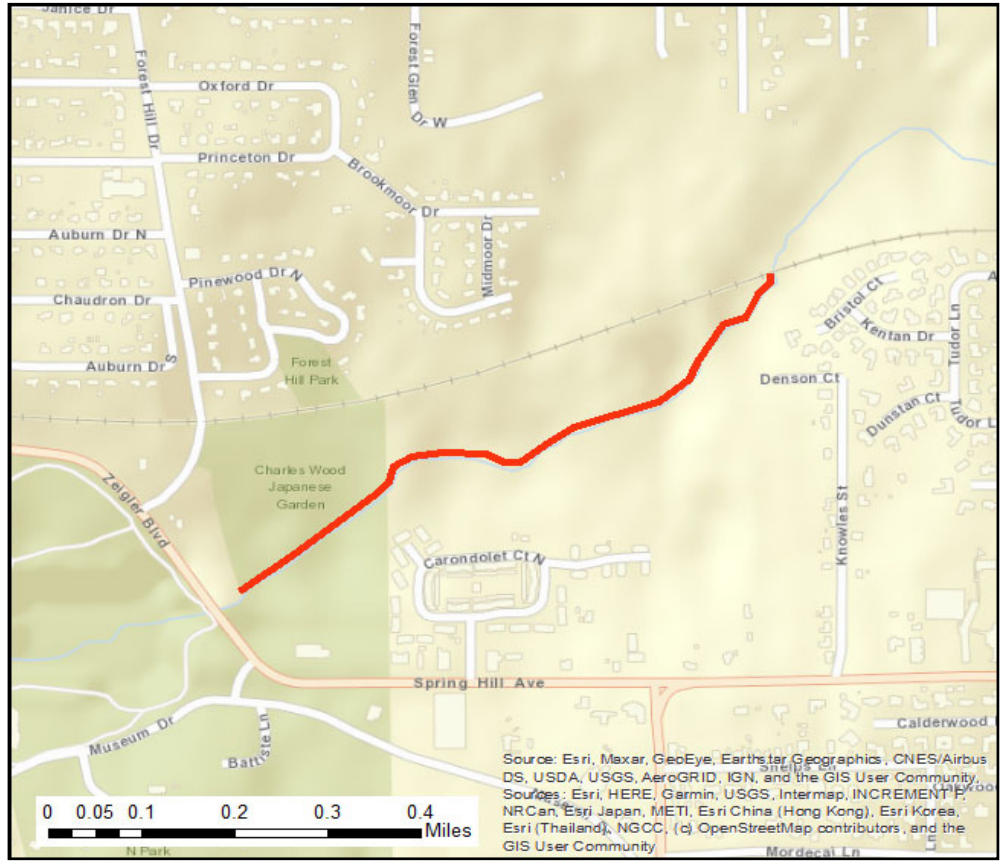 Janice Dr
Forest Hill Dr
Forest Glen Dr W
Oxford Dr
Princeton Dr
Brookmoor Dr
Midmoor Dr
Auburn Dr N
Pinewood Dr N
Chaudron Dr
Auburn Dr S
Forest
Hill Park
Bristol Ct
Kentan Dr
Tudor Ln
A
Denson Ct
Dunstan Ct
Tudor L
Charles Wood
Japanese
Garden
Zeigler Blvd
Knowles St
Carondolet Ct N
Spring Hill Ave
Museum Dr
Battiste Ln
Calderwood
Source: Esri, Maxar, GeoEye, Earthstar Geographics, CNES/Airbus
DS, USDA, USGS, AeroGRID, IGN, and the GIS User Community,
Sources: Esri, HERE, Garmin, USGS, Intermap, INCREMENT P,
NRCan, Esri Japan, METI, Esri China (Hong Kong), Esri Korea,
Esri (Thailand), NGCC, (c) OpenStreetMap contributors, and the
GIS User Community
0 0.05 0.1 0.2 0.3 0.4
Miles
N Park
Mordecai Ln